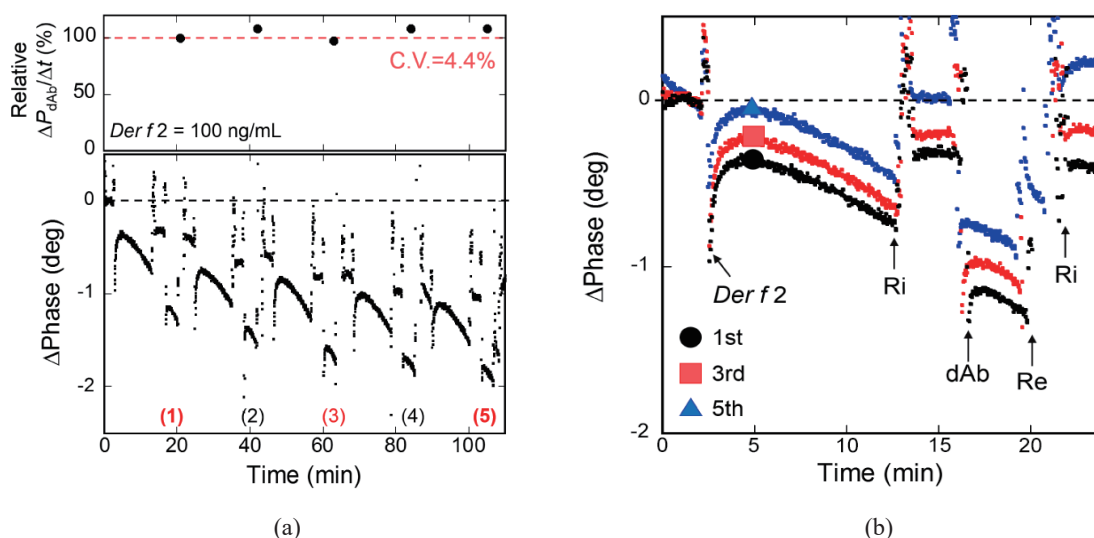 Relative
ΔP_dAb/Δt (%)
100
50
0
C.V.=4.4%
Der f 2 = 100 ng/mL
ΔPhase (deg)
0
-1
-2
(1)
(2)
(3)
(4)
(5)
0
20
40
60
80
100
Time (min)
(a)
ΔPhase (deg)
0
-1
-2
Der f 2
Ri
dAb
Re
Ri
1st
3rd
5th
0
5
10
15
20
Time (min)
(b)